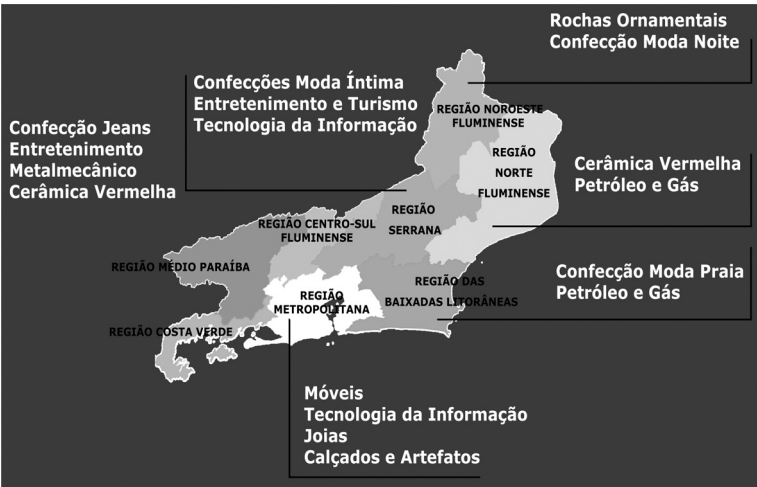 Rochas Ornamentais
Confecção Moda Noite
Confecções Moda Íntima
Entretenimento e Turismo
Tecnologia da Informação
Confecção Jeans
Entretenimento
Metalmecânico
Cerâmica Vermelha
REGIÃO NOROESTE
FLUMINENSE
REGIÃO
NORTE
FLUMINENSE
Cerâmica Vermelha
Petróleo e Gás
REGIÃO
SERRANA
REGIÃO CENTRO-SUL
FLUMINENSE
REGIÃO MÉDIO PARAÍBA
REGIÃO
METROPOLITANA
REGIÃO DAS
BAIXADAS LITORÂNEAS
Confecção Moda Praia
Petróleo e Gás
REGIÃO COSTA VERDE
Móveis
Tecnologia da Informação
Joias
Calçados e Artefatos